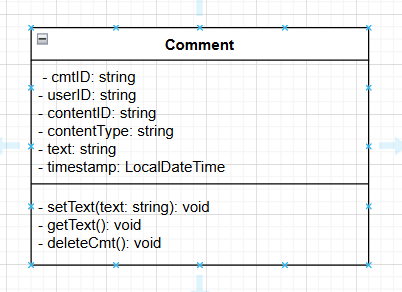 Comment
- cmtID: string
- userID: string
- contentID: string
- contentType: string
- text: string
- timestamp: LocalDateTime
- setText(text: string): void
- getText(): void
- deleteCmt(): void